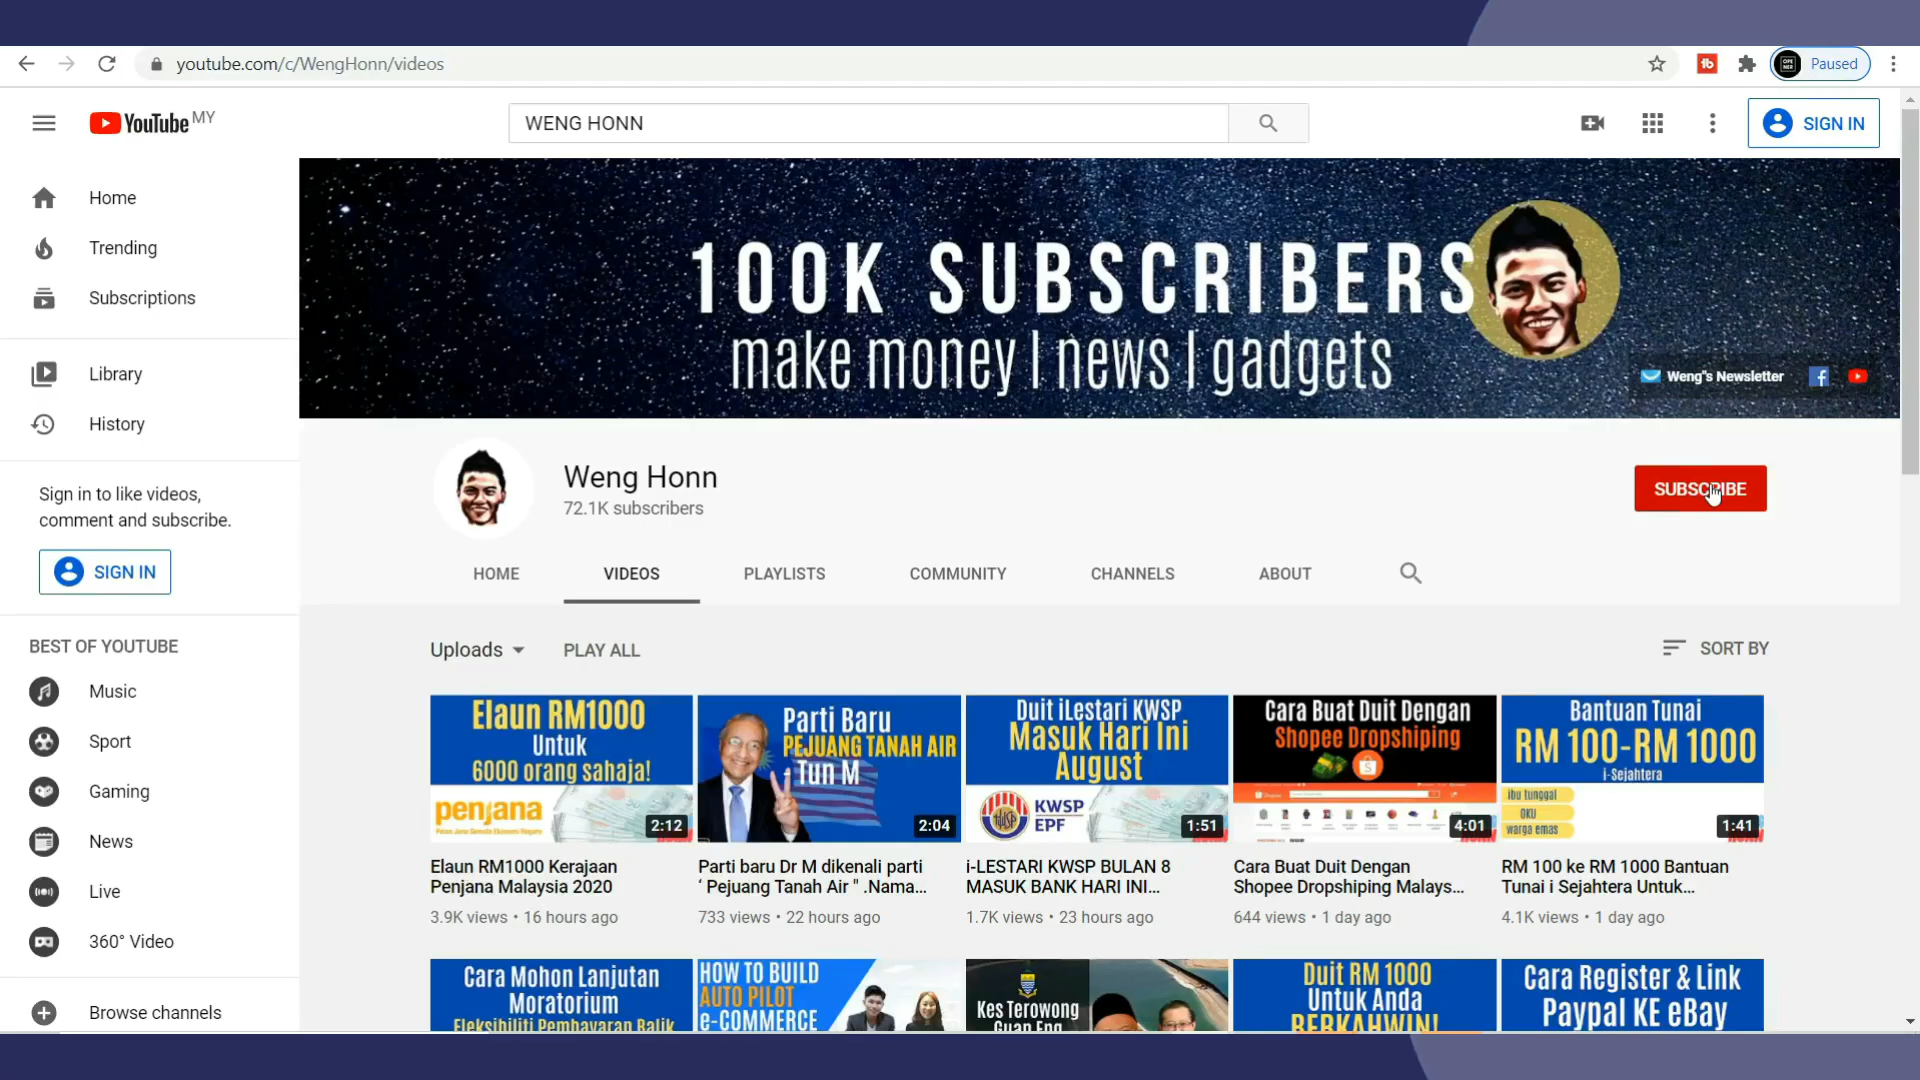 youtube.com/c/WengHonn/videos
Paused
YouTube MY
WENG HONN
SIGN IN
Home
Trending
Subscriptions
Library
History
Sign in to like videos,
comment and subscribe.
SIGN IN
BEST OF YOUTUBE
Music
Sport
Gaming
News
Live
360° Video
Browse channels
100K SUBSCRIBERS
make money | news | gadgets
Weng"s Newsletter
Weng Honn
72.1K subscribers
SUBSCRIBE
HOME
VIDEOS
PLAYLISTS
COMMUNITY
CHANNELS
ABOUT
Uploads
PLAY ALL
SORT BY
Elaun RM1000
Untuk
6000 orang sahaja!
penjana
2:12
Elaun RM1000 Kerajaan
Penjana Malaysia 2020
3.9K views • 16 hours ago
Parti Baru
PEJUANG TANAH AIR
Tun M
2:04
Parti baru Dr M dikenali parti
‘ Pejuang Tanah Air " .Nama...
733 views • 22 hours ago
Duit iLestari KWSP
Masuk Hari Ini
August
KWSP
EPF
1:51
i-LESTARI KWSP BULAN 8
MASUK BANK HARI INI...
1.7K views • 23 hours ago
Cara Buat Duit Dengan
Shopee Dropshiping
4:01
Cara Buat Duit Dengan
Shopee Dropshiping Malays...
644 views • 1 day ago
Bantuan Tunai
RM 100-RM 1000
i-Sejahtera
ibu tunggal
OKU
warga emas
1:41
RM 100 ke RM 1000 Bantuan
Tunai i Sejahtera Untuk...
4.1K views • 1 day ago
Cara Mohon Lanjutan
Moratorium
Fleksibiliti Pembayaran Balik
HOW TO BUILD
AUTO PILOT
e-COMMERCE
Kes Terowong
Guan Eng
Duit RM 1000
Untuk Anda
BERKAHWIN!
Cara Register & Link
Paypal KE eBay